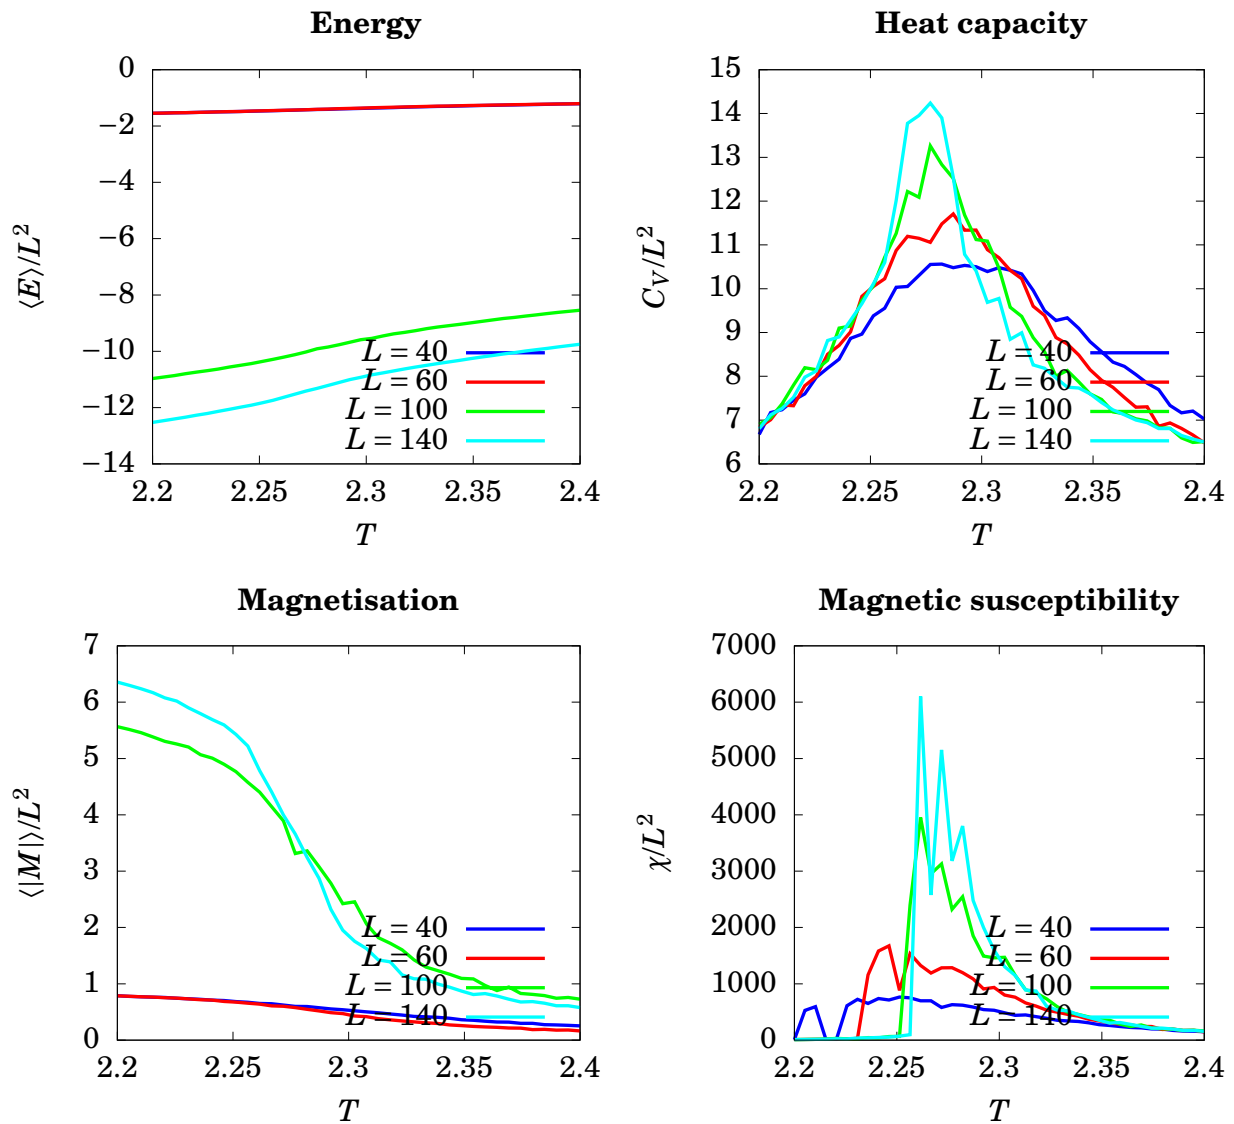 Energy
0
−2
−4
−6
−8
−10
−12
−14
⟨E⟩/L²
L = 40
L = 60
L = 100
L = 140
2.2 2.25 2.3 2.35 2.4
T
Heat capacity
15
14
13
12
11
10
9
8
7
6
C_V/L²
L = 40
L = 60
L = 100
L = 140
2.2 2.25 2.3 2.35 2.4
T
Magnetisation
7
6
5
4
3
2
1
0
⟨|M|⟩/L²
L = 40
L = 60
L = 100
L = 140
2.2 2.25 2.3 2.35 2.4
T
Magnetic susceptibility
7000
6000
5000
4000
3000
2000
1000
0
χ/L²
L = 40
L = 60
L = 100
L = 140
2.2 2.25 2.3 2.35 2.4
T